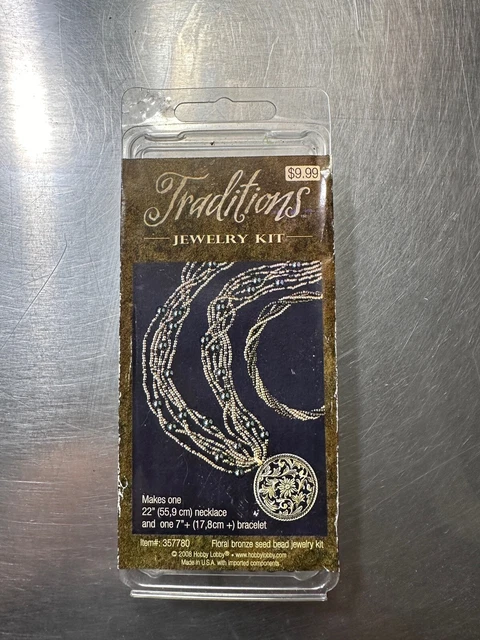 $9.99
Traditions
JEWELRY KIT
Makes one
22" (55,9 cm) necklace
and one 7"+ (17,8cm +) bracelet
Item#: 357780 Floral bronze seed bead jewelry kit
© 2008 Hobby Lobby® • www.hobbylobby.com
Made in U.S.A. with imported components